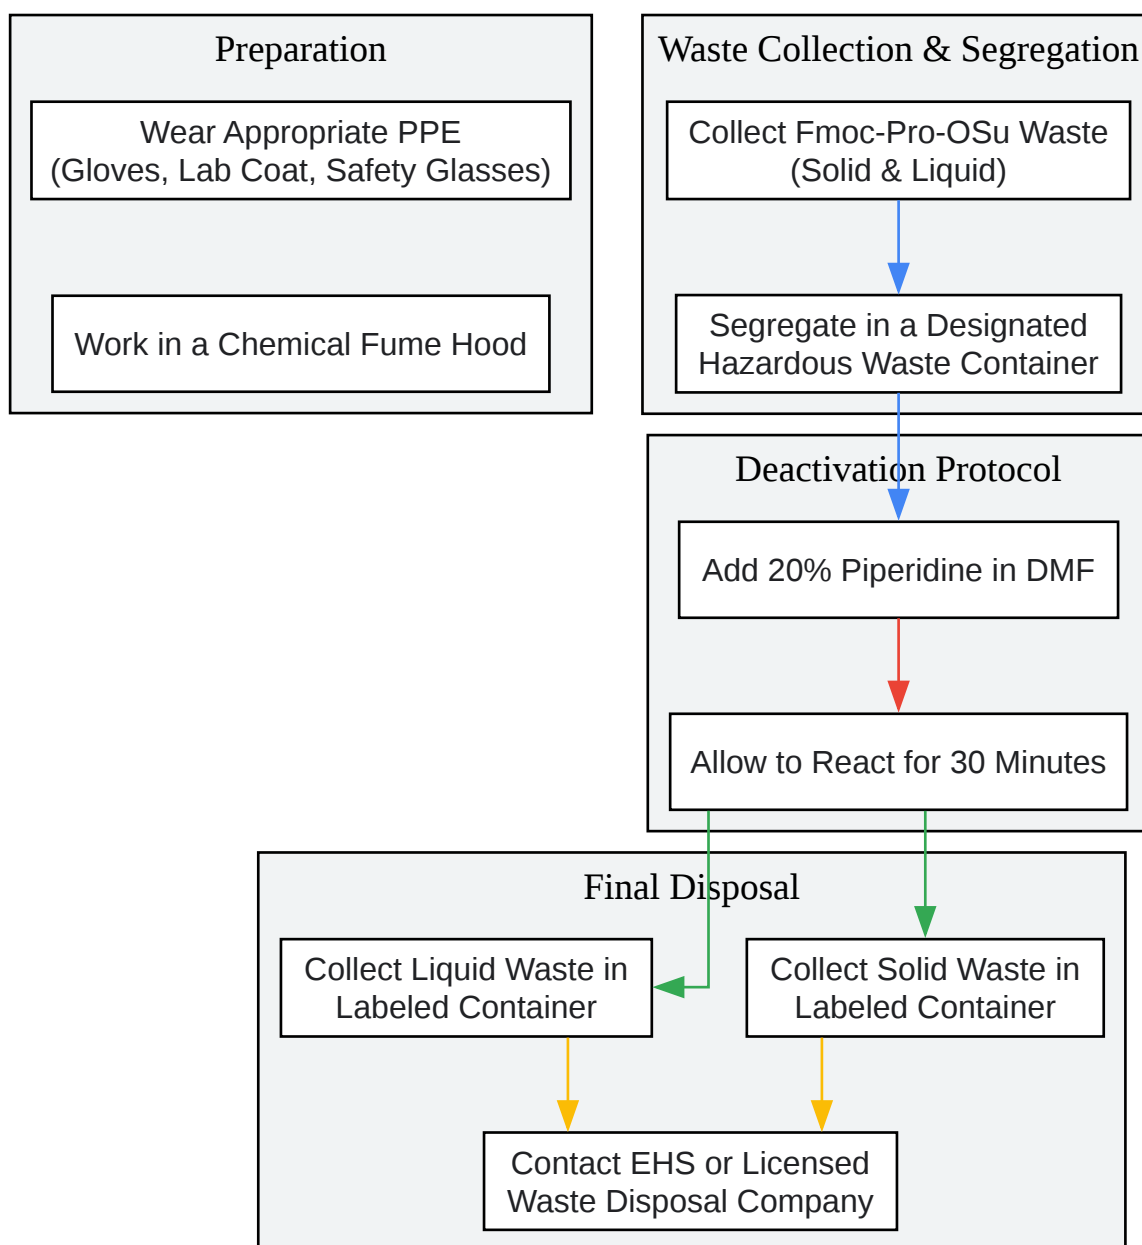 Preparation
Wear Appropriate PPE
(Gloves, Lab Coat, Safety Glasses)
Work in a Chemical Fume Hood
Waste Collection & Segregation
Collect Fmoc-Pro-OSu Waste
(Solid & Liquid)
Segregate in a Designated
Hazardous Waste Container
Deactivation Protocol
Add 20% Piperidine in DMF
Allow to React for 30 Minutes
Final Disposal
Collect Liquid Waste in
Labeled Container
Collect Solid Waste in
Labeled Container
Contact EHS or Licensed
Waste Disposal Company